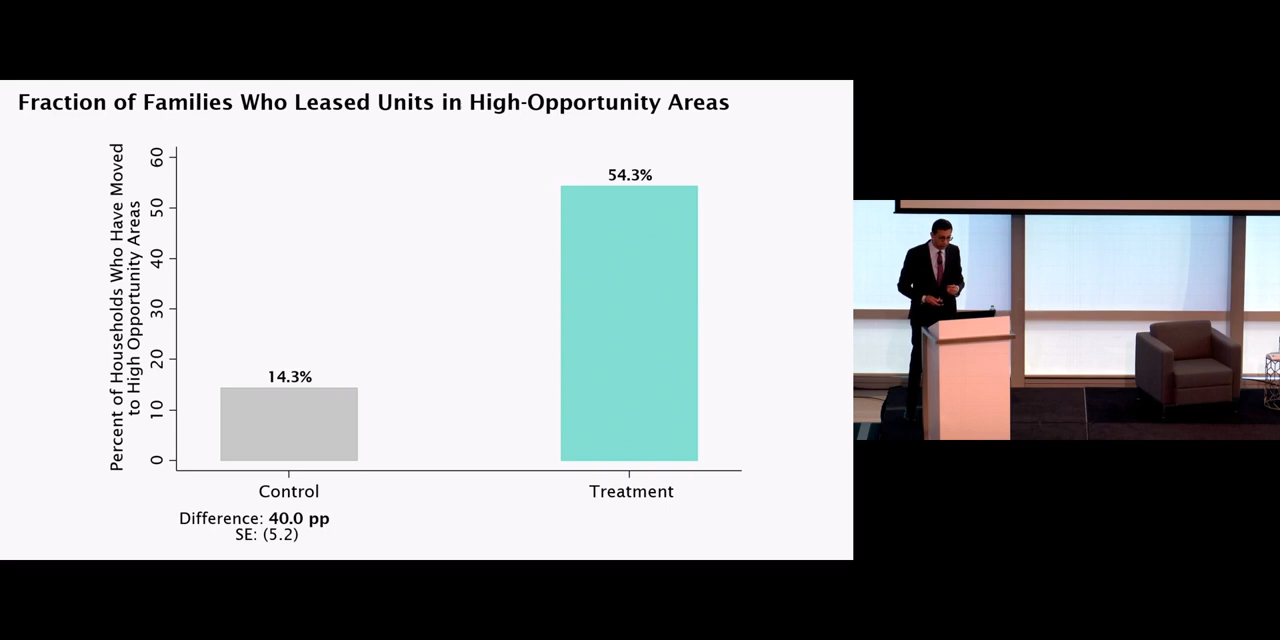 Fraction of Families Who Leased Units in High-Opportunity Areas
Percent of Households Who Have Moved
to High Opportunity Areas
60
50
40
30
20
10
0
14.3%
54.3%
Control
Treatment
Difference: 40.0 pp
SE: (5.2)